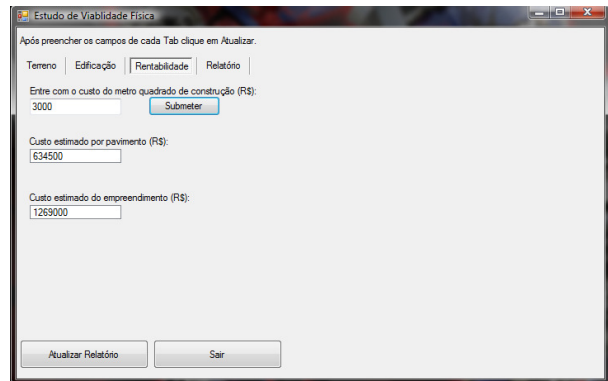 Estudo de Viablidade Física
Após preencher os campos de cada Tab clique em Atualizar.
Terreno Edificação Rentabilidade Relatório
Entre com o custo do metro quadrado de construção (R$):
3000 Submeter
Custo estimado por pavimento (R$):
634500
Custo estimado do empreendimento (R$):
1269000
Atualizar Relatório Sair